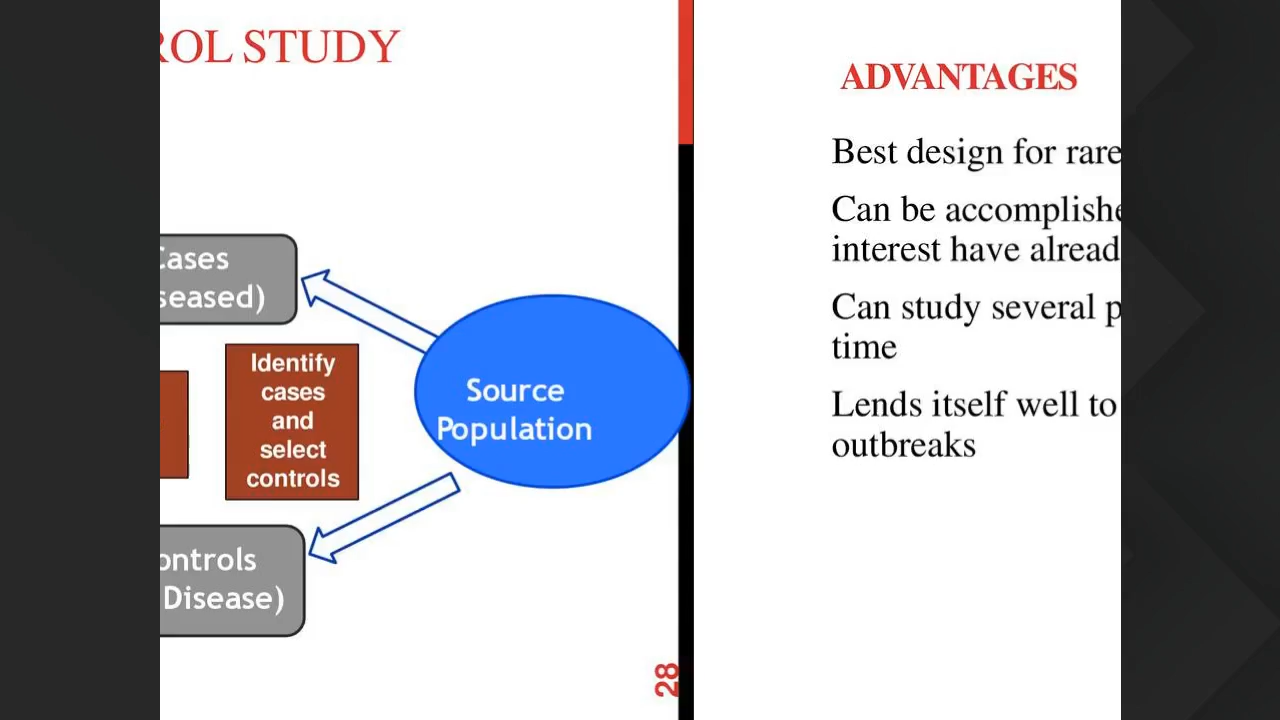 ROL STUDY
Cases
seased)
Identify
cases
and
select
controls
Source
Population
ontrols
Disease)
28
ADVANTAGES
Best design for rare
Can be accomplishe
interest have alread
Can study several p
time
Lends itself well to
outbreaks